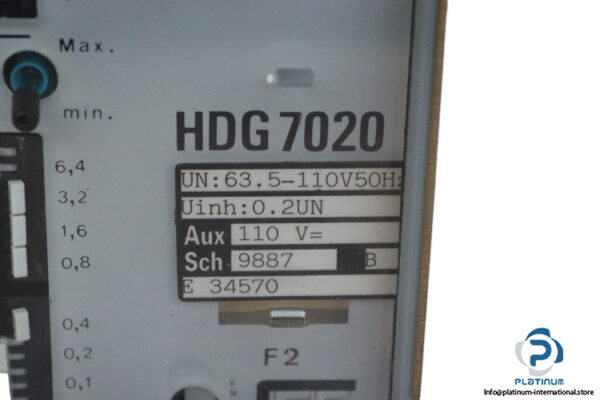 Max.
min.
HDG 7020
6,4
3,2
1,6
0,8
0,4
0,2
0,1
UN:63.5-110V50Hz
Uinh:0.2UN
Aux 110 V=
Sch 9887 B
E 34570
F2
PLATINUM
Info@platinum-international.store